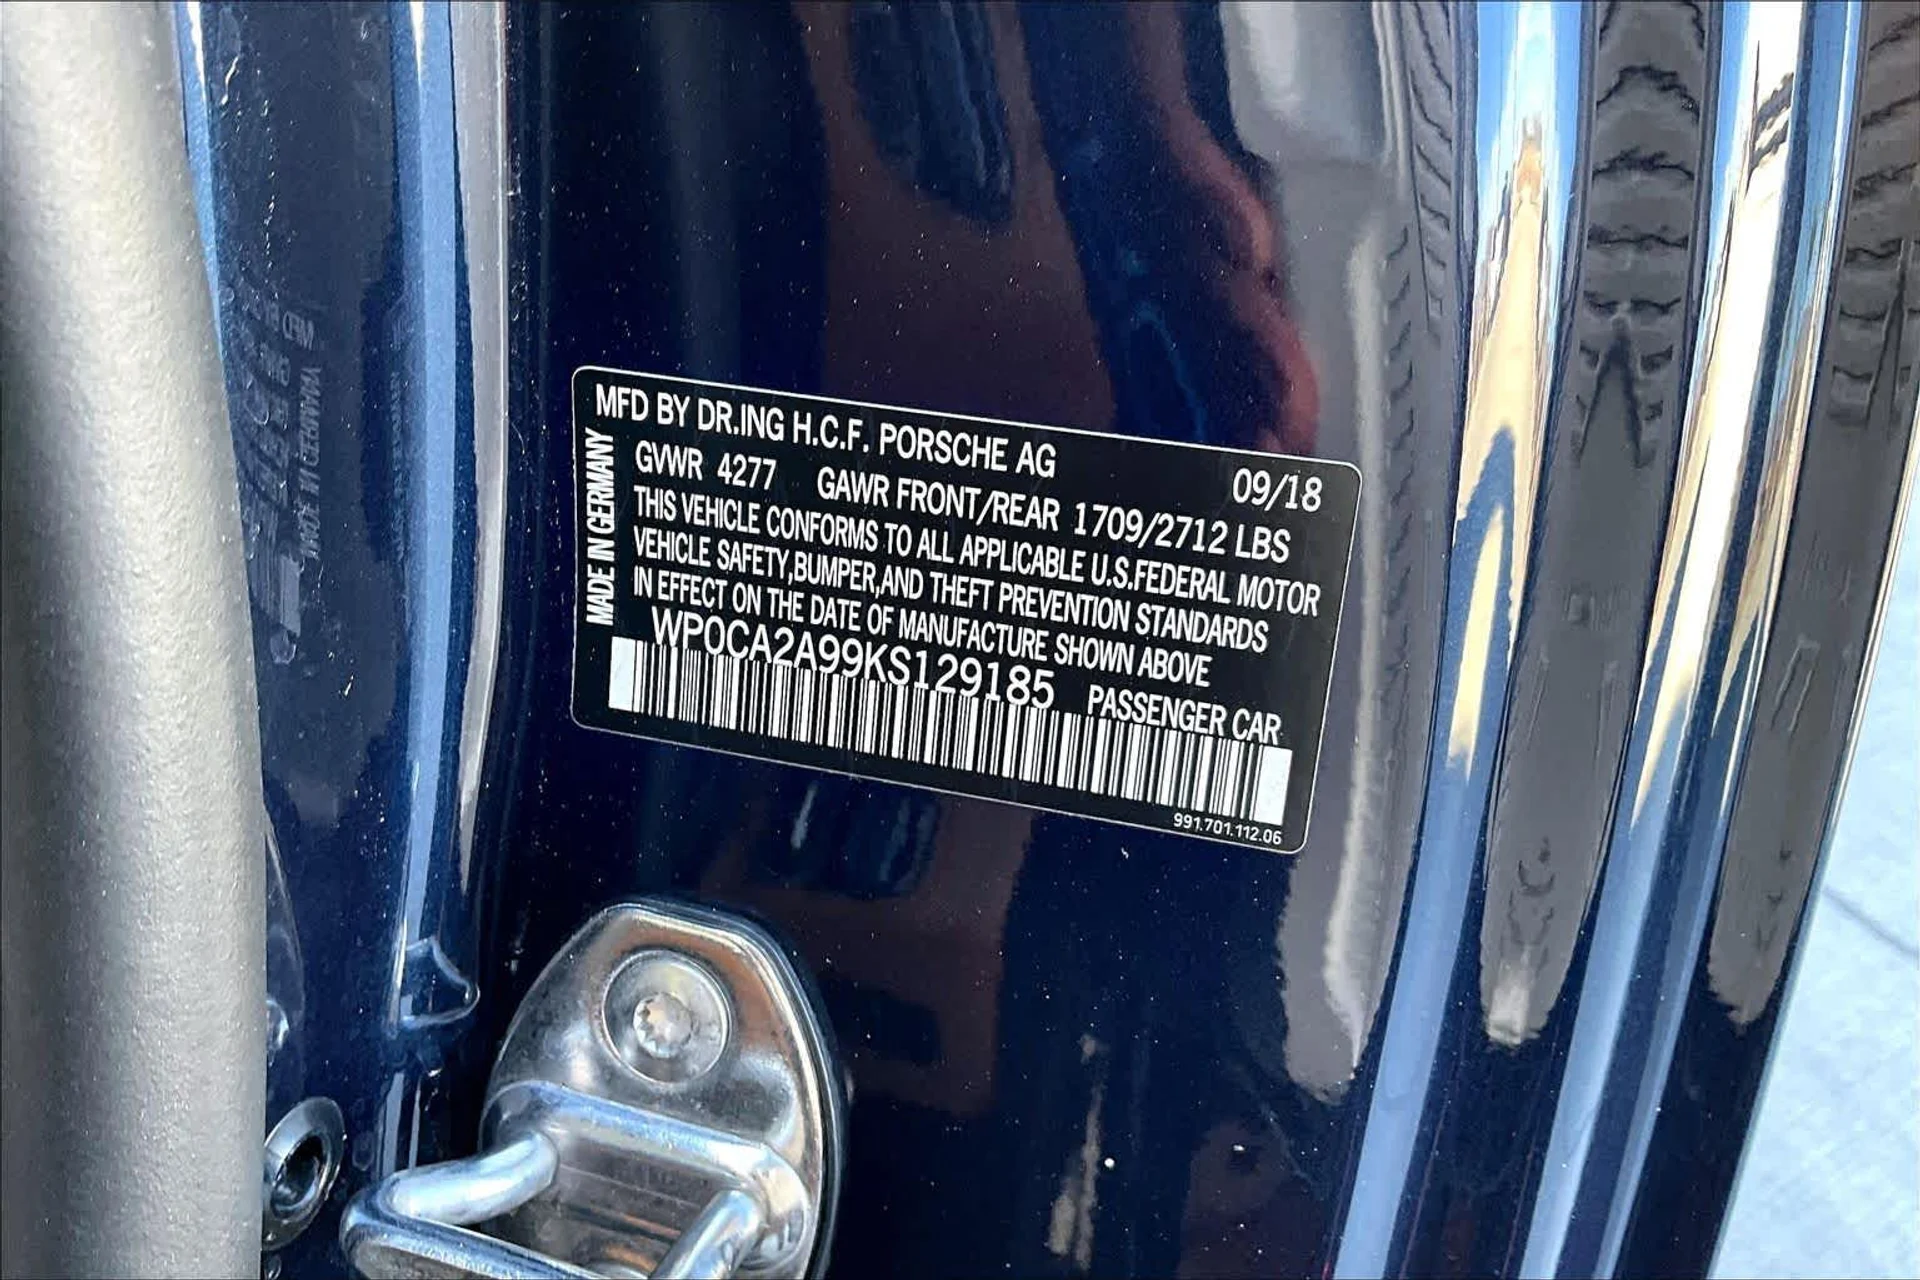 MFD BY DR.ING H.C.F. PORSCHE AG 09/18
MADE IN GERMANY
GVWR 4277 GAWR FRONT/REAR 1709/2712 LBS
THIS VEHICLE CONFORMS TO ALL APPLICABLE U.S.FEDERAL MOTOR
VEHICLE SAFETY,BUMPER,AND THEFT PREVENTION STANDARDS
IN EFFECT ON THE DATE OF MANUFACTURE SHOWN ABOVE
WP0CA2A99KS129185 PASSENGER CAR
991.701.112.06